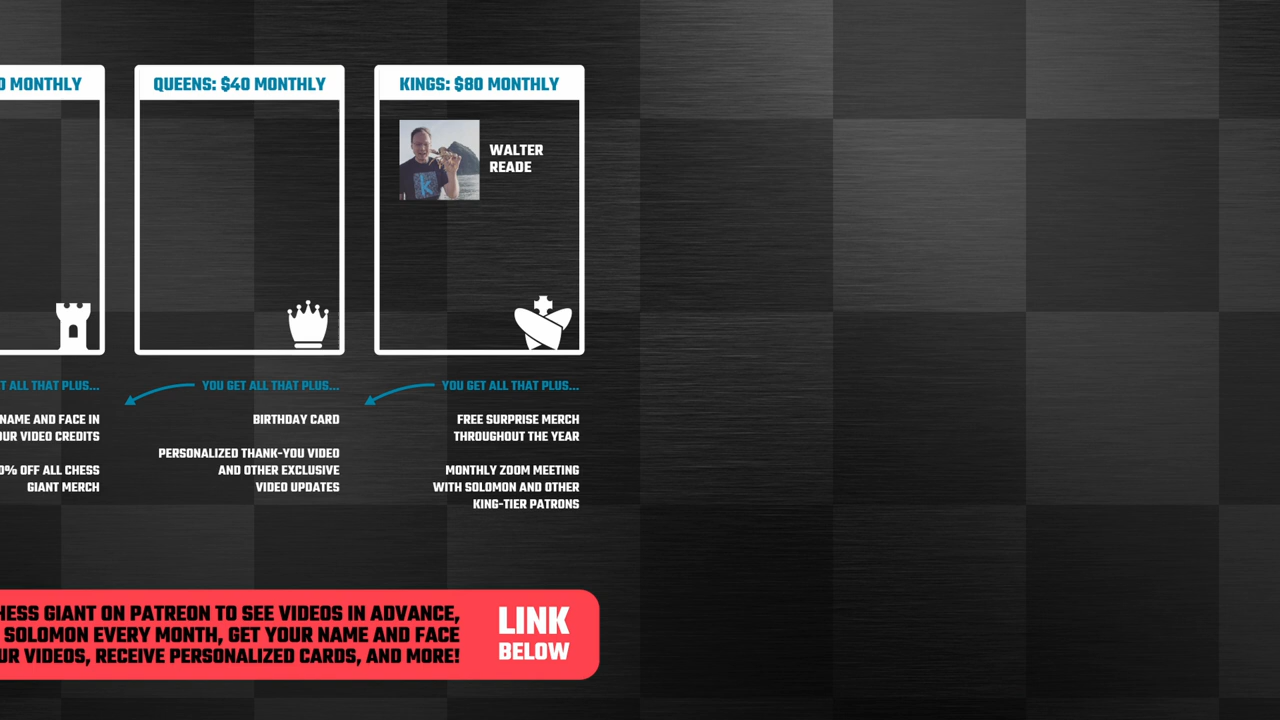 0 MONTHLY
QUEENS: $40 MONTHLY
KINGS: $80 MONTHLY
WALTER
READE
T ALL THAT PLUS...
YOU GET ALL THAT PLUS...
YOU GET ALL THAT PLUS...
NAME AND FACE IN
OUR VIDEO CREDITS
0% OFF ALL CHESS
GIANT MERCH
BIRTHDAY CARD
PERSONALIZED THANK-YOU VIDEO
AND OTHER EXCLUSIVE
VIDEO UPDATES
FREE SURPRISE MERCH
THROUGHOUT THE YEAR
MONTHLY ZOOM MEETING
WITH SOLOMON AND OTHER
KING-TIER PATRONS
HESS GIANT ON PATREON TO SEE VIDEOS IN ADVANCE,
SOLOMON EVERY MONTH, GET YOUR NAME AND FACE
UR VIDEOS, RECEIVE PERSONALIZED CARDS, AND MORE!
LINK
BELOW